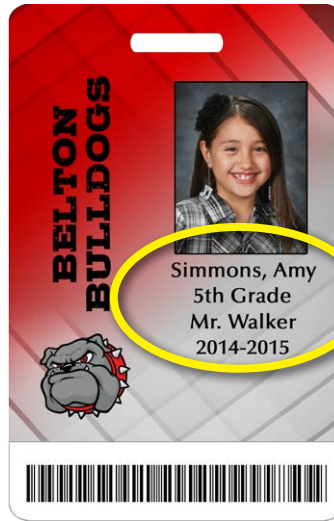 BELTON
BULLDOGS
Simmons, Amy
5th Grade
Mr. Walker
2014-2015